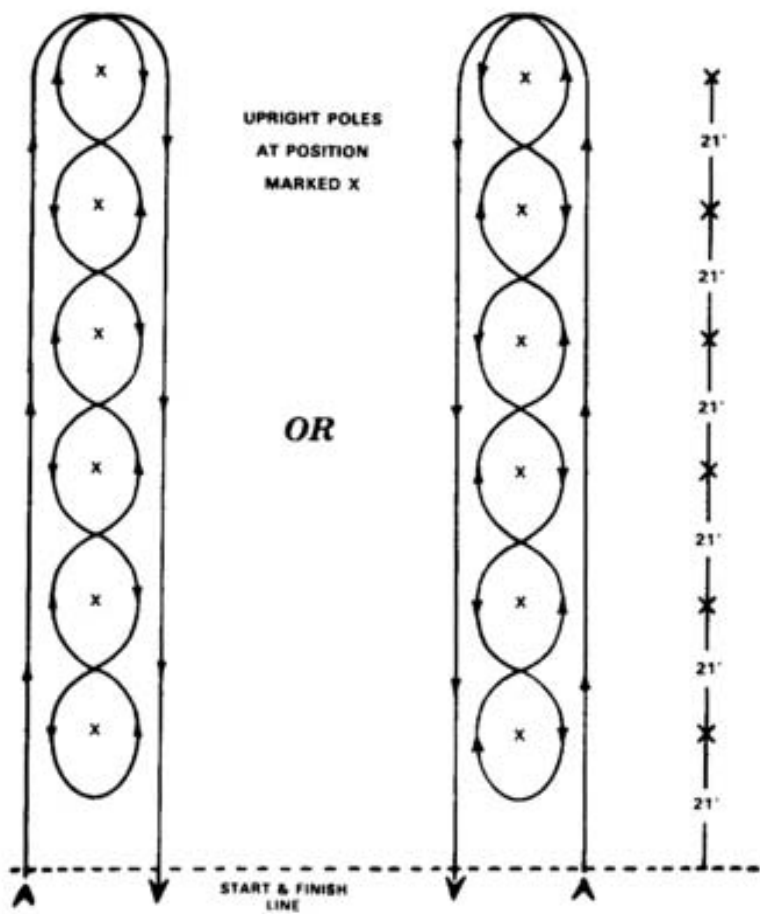 UPRIGHT POLES
AT POSITION
MARKED X
OR
21'
21'
21'
21'
21'
21'
START & FINISH
LINE